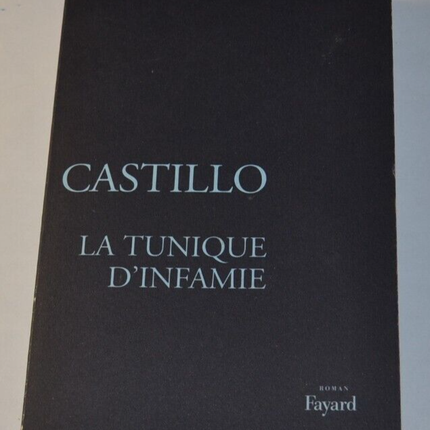 CASTILLO
LA TUNIQUE
D'INFAMIE
ROMAN
Fayard